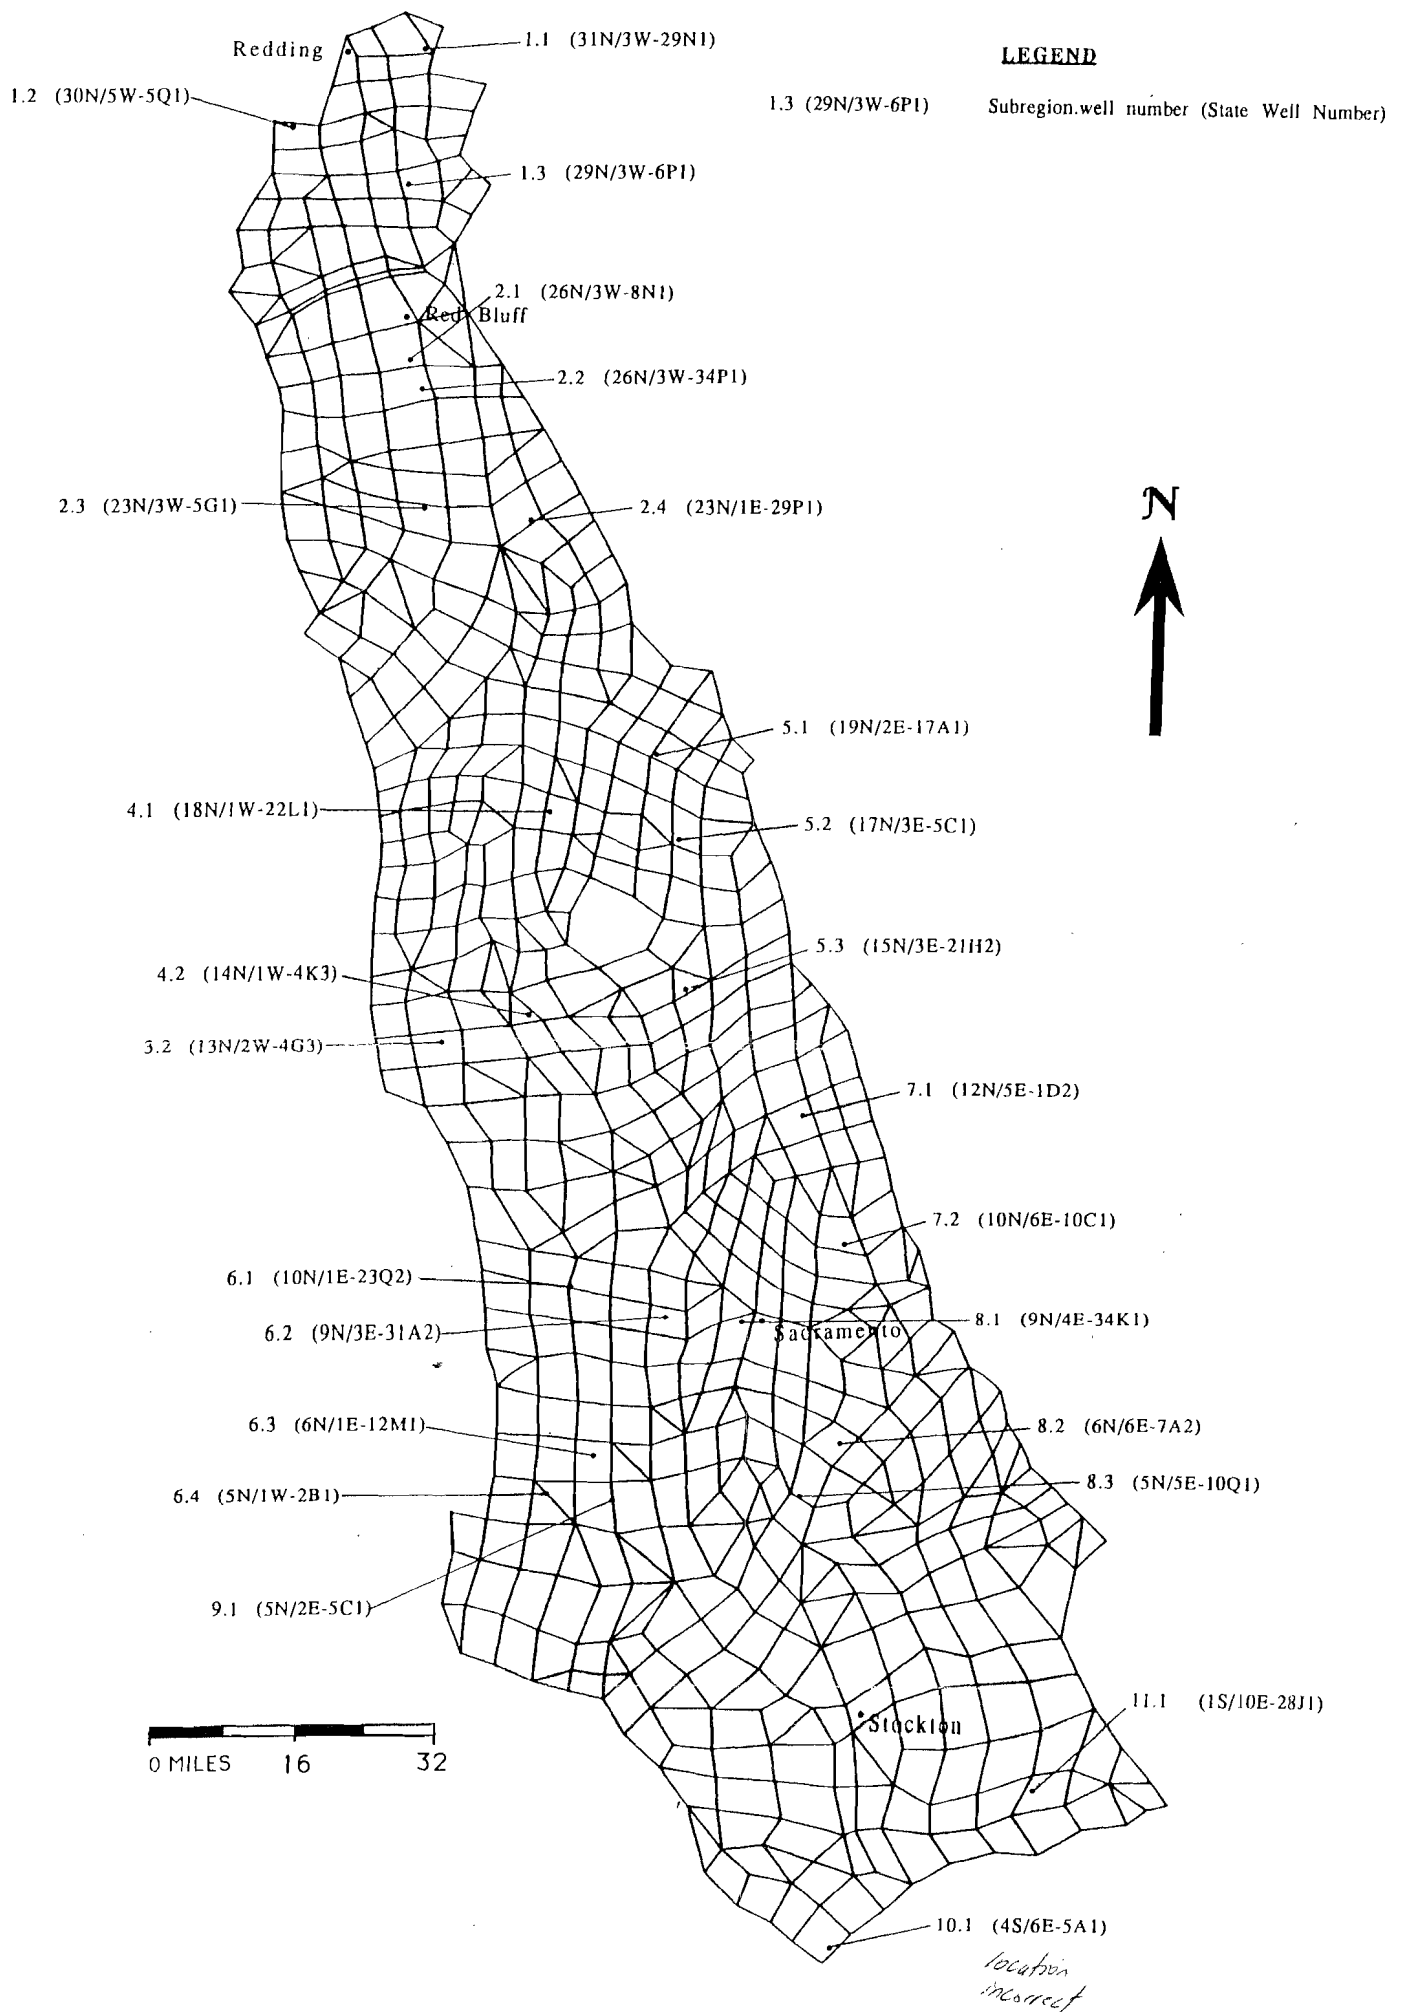 Redding
1.1 (31N/3W-29N1)
LEGEND
1.2 (30N/5W-5Q1)
1.3 (29N/3W-6P1) Subregion.well number (State Well Number)
1.3 (29N/3W-6P1)
2.1 (26N/3W-8N1)
Red Bluff
2.2 (26N/3W-34P1)
2.3 (23N/3W-5G1)
2.4 (23N/1E-29P1)
N
5.1 (19N/2E-17A1)
4.1 (18N/1W-22L1)
5.2 (17N/3E-5C1)
5.3 (15N/3E-21H2)
4.2 (14N/1W-4K3)
3.2 (13N/2W-4G3)
7.1 (12N/5E-1D2)
7.2 (10N/6E-10C1)
6.1 (10N/1E-23Q2)
8.1 (9N/4E-34K1)
6.2 (9N/3E-31A2)
Sacramento
6.3 (6N/1E-12M1)
8.2 (6N/6E-7A2)
8.3 (5N/5E-10Q1)
6.4 (5N/1W-2B1)
9.1 (5N/2E-5C1)
11.1 (1S/10E-28J1)
Stockton
0 MILES 16 32
10.1 (4S/6E-5A1)
location
incorrect